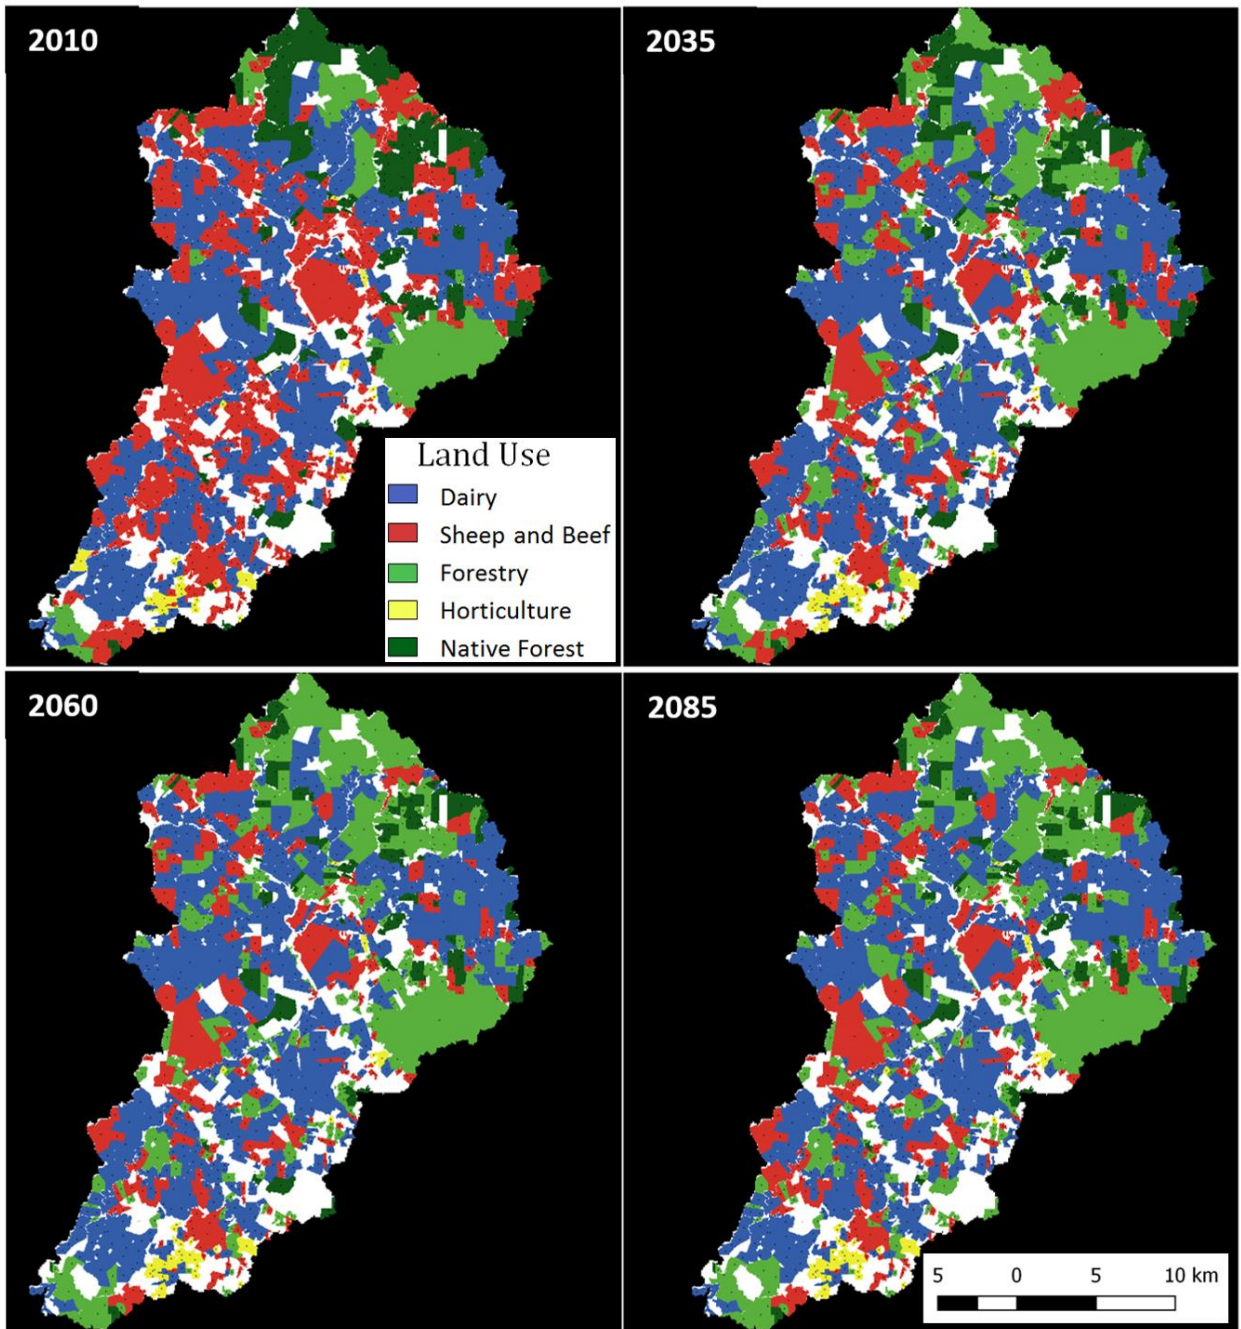 2010
2035
Land Use
Dairy
Sheep and Beef
Forestry
Horticulture
Native Forest
2060
2085
5 0 5 10 km